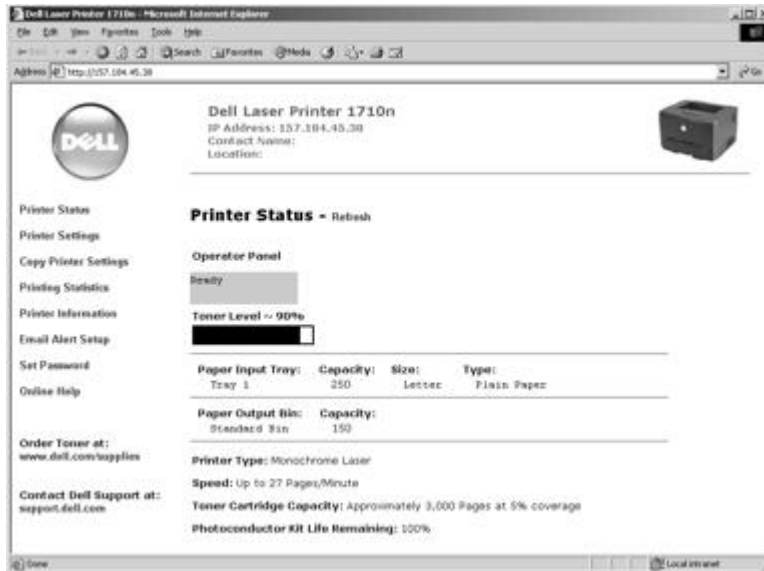 Dell Laser Printer 1710n - Microsoft Internet Explorer
File Edit View Favorites Tools Help
Search Favorites Media
Address http://157.184.45.38 Go
DELL
Dell Laser Printer 1710n
IP Address: 157.184.45.38
Contact Name:
Location:
Printer Status
Printer Settings
Copy Printer Settings
Printing Statistics
Printer Information
Email Alert Setup
Set Password
Online Help
Order Toner at:
www.dell.com/supplies
Contact Dell Support at:
support.dell.com
Printer Status - Refresh
Operator Panel
Ready
Toner Level ~ 90%
Paper Input Tray: Capacity: Size: Type:
Tray 1 250 Letter Plain Paper
Paper Output Bin: Capacity:
Standard Bin 150
Printer Type: Monochrome Laser
Speed: Up to 27 Pages/Minute
Toner Cartridge Capacity: Approximately 3,000 Pages at 5% coverage
Photoconductor Kit Life Remaining: 100%
Done Local intranet